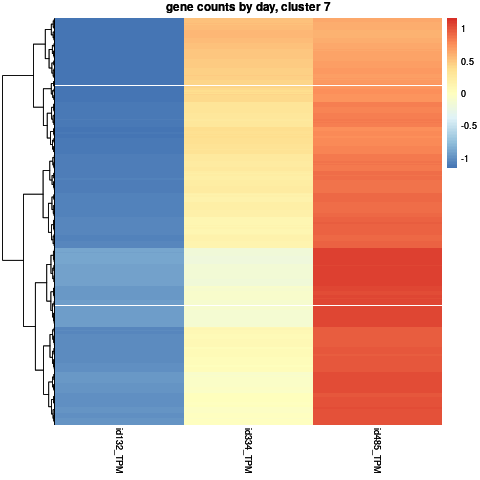 gene counts by day, cluster 7
1
0.5
0
-0.5
-1
id132_TPM
id334_TPM
id485_TPM